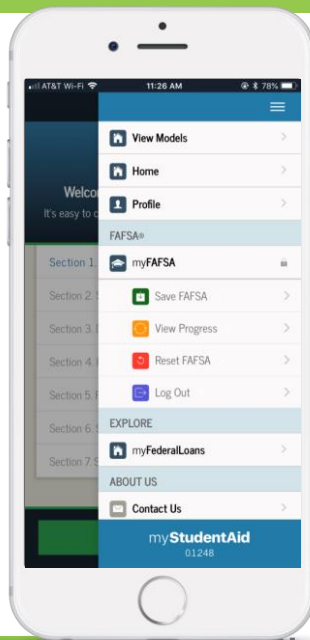 AT&T Wi-Fi 11:26 AM 78%
View Models
Home
Profile
FAFSA®
myFAFSA
Save FAFSA
View Progress
Reset FAFSA
Log Out
EXPLORE
myFederalLoans
ABOUT US
Contact Us
myStudentAid
01248
Welco
It's easy to c
Section 1.
Section 2. S
Section 3.
Section 4.
Section 5.
Section 6. S
Section 7. S